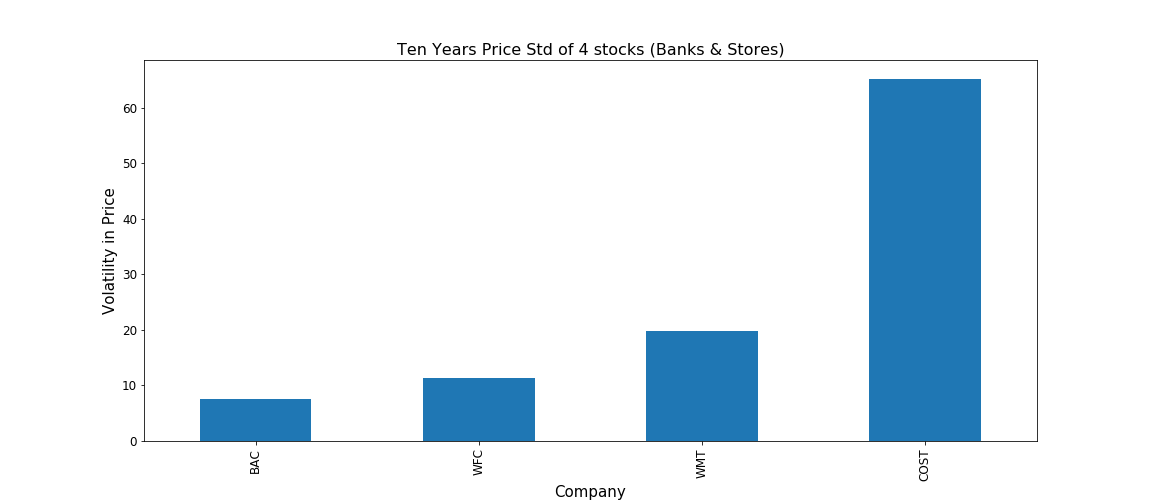 Ten Years Price Std of 4 stocks (Banks & Stores)
Volatility in Price
60
50
40
30
20
10
0
BAC
WFC
WMT
COST
Company